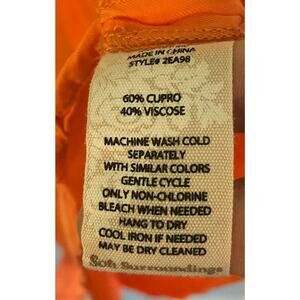 MADE IN CHINA
STYLE# 2EA98
60% CUPRO
40% VISCOSE
MACHINE WASH COLD
SEPARATELY
WITH SIMILAR COLORS
GENTLE CYCLE
ONLY NON-CHLORINE
BLEACH WHEN NEEDED
HANG TO DRY
COOL IRON IF NEEDED
MAY BE DRY CLEANED
Soft Surroundings